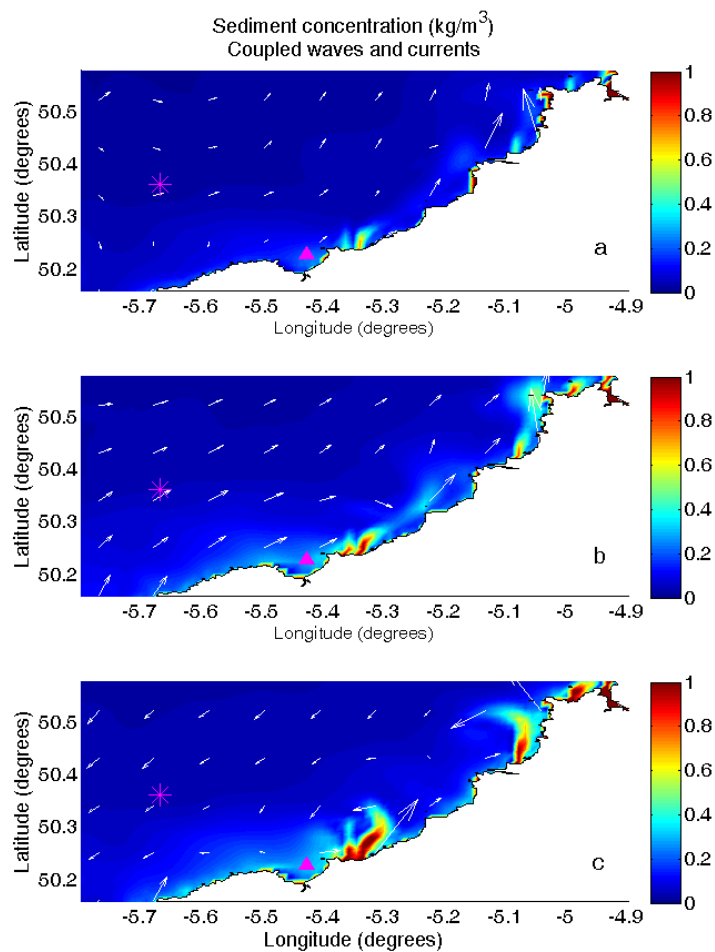 Sediment concentration (kg/m3)
Coupled waves and currents
Latitude (degrees)
50.5
50.4
50.3
50.2
-5.7 -5.6 -5.5 -5.4 -5.3 -5.2 -5.1 -5 -4.9
Longitude (degrees)
a
1
0.8
0.6
0.4
0.2
0
Latitude (degrees)
50.5
50.4
50.3
50.2
-5.7 -5.6 -5.5 -5.4 -5.3 -5.2 -5.1 -5 -4.9
Longitude (degrees)
b
1
0.8
0.6
0.4
0.2
0
Latitude (degrees)
50.5
50.4
50.3
50.2
-5.7 -5.6 -5.5 -5.4 -5.3 -5.2 -5.1 -5 -4.9
Longitude (degrees)
c
1
0.8
0.6
0.4
0.2
0